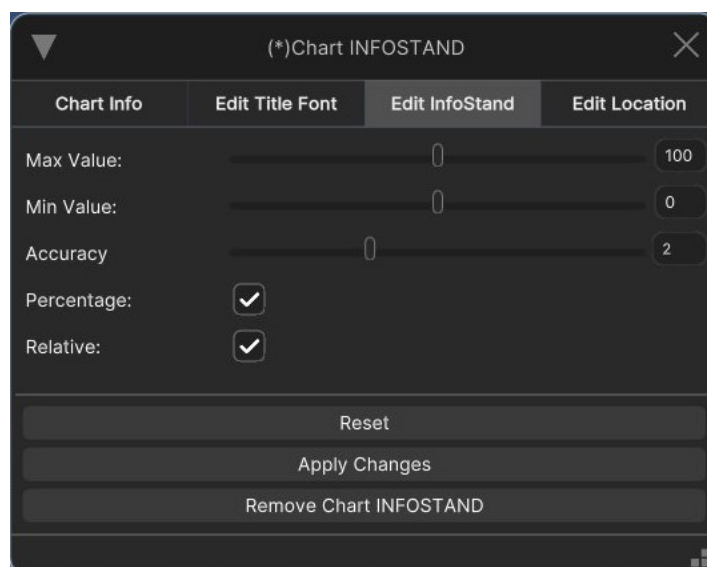 (*)Chart INFOSTAND
Chart Info Edit Title Font Edit InfoStand Edit Location
Max Value: 100
Min Value: 0
Accuracy 2
Percentage:
Relative:
Reset
Apply Changes
Remove Chart INFOSTAND